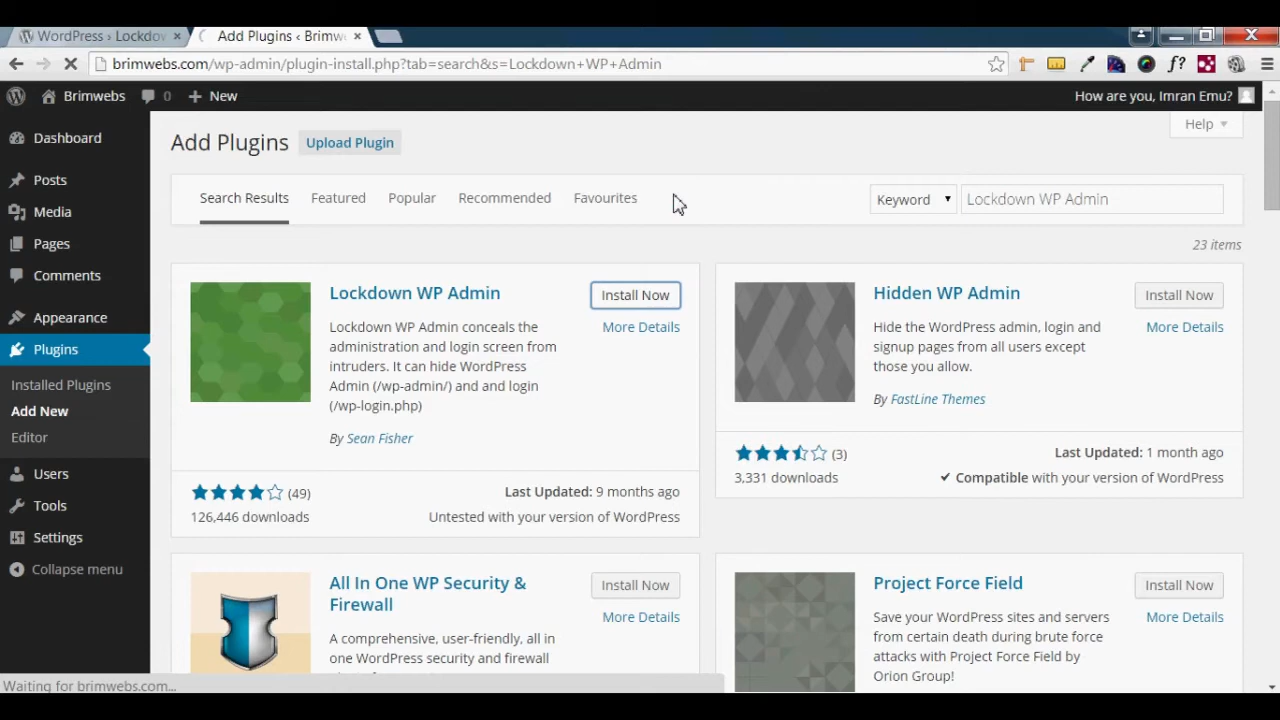 WordPress › Lockdov
Add Plugins ‹ Brimw
brimwebs.com/wp-admin/plugin-install.php?tab=search&s=Lockdown+WP+Admin
Brimwebs
0
New
How are you, Imran Emu?
Dashboard
Posts
Media
Pages
Comments
Appearance
Plugins
Installed Plugins
Add New
Editor
Users
Tools
Settings
Collapse menu
Add Plugins
Upload Plugin
Help
Search Results
Featured
Popular
Recommended
Favourites
Keyword
Lockdown WP Admin
23 items
Lockdown WP Admin
Install Now
More Details
Lockdown WP Admin conceals the
administration and login screen from
intruders. It can hide WordPress
Admin (/wp-admin/) and and login
(/wp-login.php)
By Sean Fisher
(49)
Last Updated: 9 months ago
126,446 downloads
Untested with your version of WordPress
Hidden WP Admin
Install Now
More Details
Hide the WordPress admin, login and
signup pages from all users except
those you allow.
By FastLine Themes
(3)
Last Updated: 1 month ago
3,331 downloads
✔ Compatible with your version of WordPress
All In One WP Security &
Firewall
Install Now
More Details
A comprehensive, user-friendly, all in
one WordPress security and firewall
Project Force Field
Install Now
More Details
Save your WordPress sites and servers
from certain death during brute force
attacks with Project Force Field by
Orion Group!
Waiting for brimwebs.com...